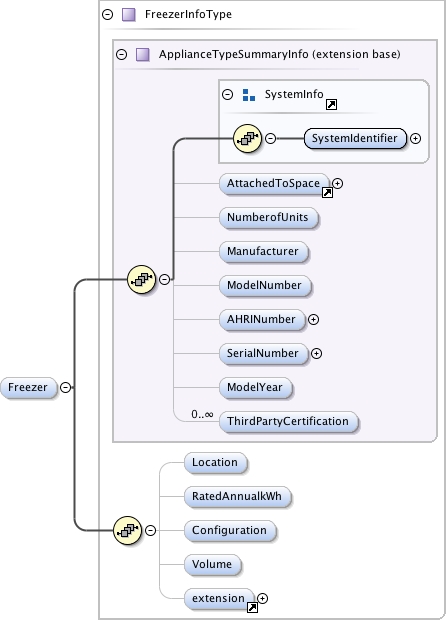 FreezerInfoType
ApplianceTypeSummaryInfo (extension base)
SystemInfo
SystemIdentifier
AttachedToSpace
NumberofUnits
Manufacturer
ModelNumber
AHRINumber
SerialNumber
ModelYear
0..∞
ThirdPartyCertification
Freezer
Location
RatedAnnualkWh
Configuration
Volume
extension